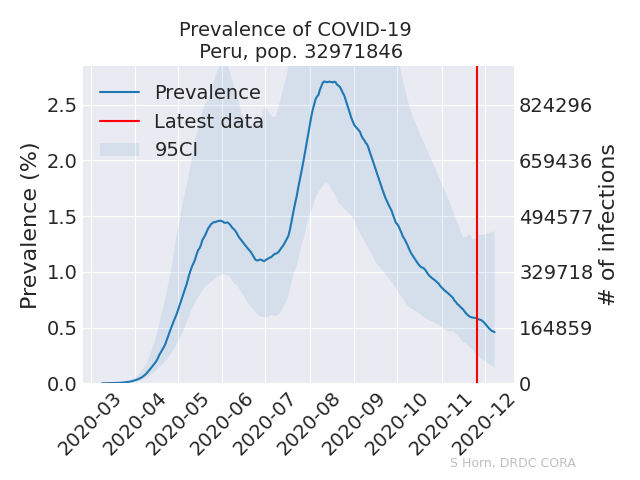 Prevalence of COVID-19
Peru, pop. 32971846
Prevalence
Latest data
95CI
Prevalence (%)
2.5
2.0
1.5
1.0
0.5
0.0
824296
659436
494577
329718
164859
0
# of infections
2020-03
2020-04
2020-05
2020-06
2020-07
2020-08
2020-09
2020-10
2020-11
2020-12
S Horn, DRDC CORA